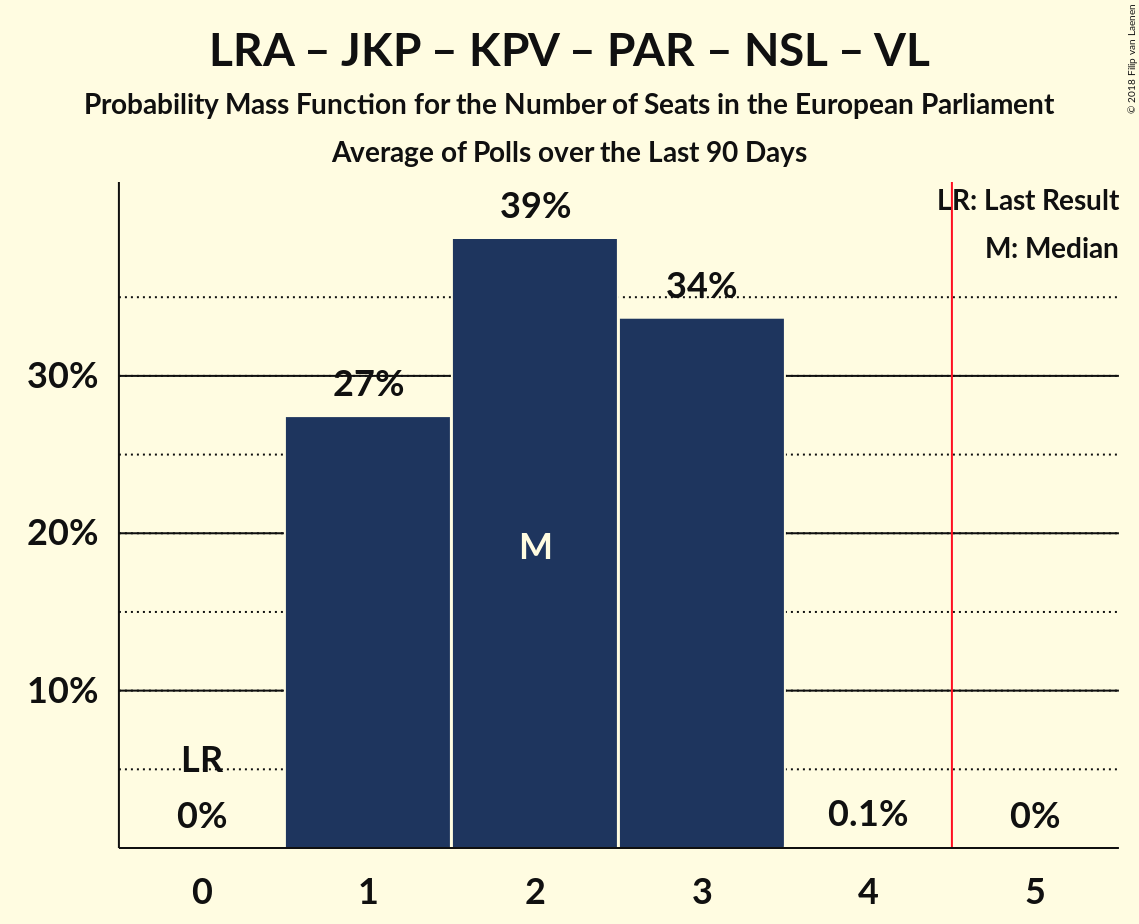 LRA – JKP – KPV – PAR – NSL – VL
Probability Mass Function for the Number of Seats in the European Parliament
Average of Polls over the Last 90 Days
© 2018 Filip van Laenen
LR: Last Result
M: Median
39%
34%
27%
30%
20%
10%
M
LR
0%
0.1%
0%
0 1 2 3 4 5